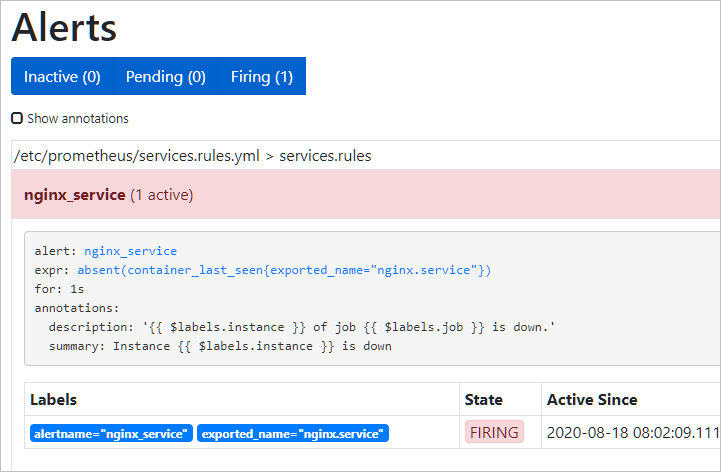 Alerts
Inactive (0) Pending (0) Firing (1)
Show annotations
/etc/prometheus/services.rules.yml > services.rules
nginx_service (1 active)
alert: nginx_service
expr: absent(container_last_seen{exported_name="nginx.service"})
for: 1s
annotations:
  description: '{{ $labels.instance }} of job {{ $labels.job }} is down.'
  summary: Instance {{ $labels.instance }} is down
Labels State Active Since
alertname="nginx_service" exported_name="nginx.service" FIRING 2020-08-18 08:02:09.111